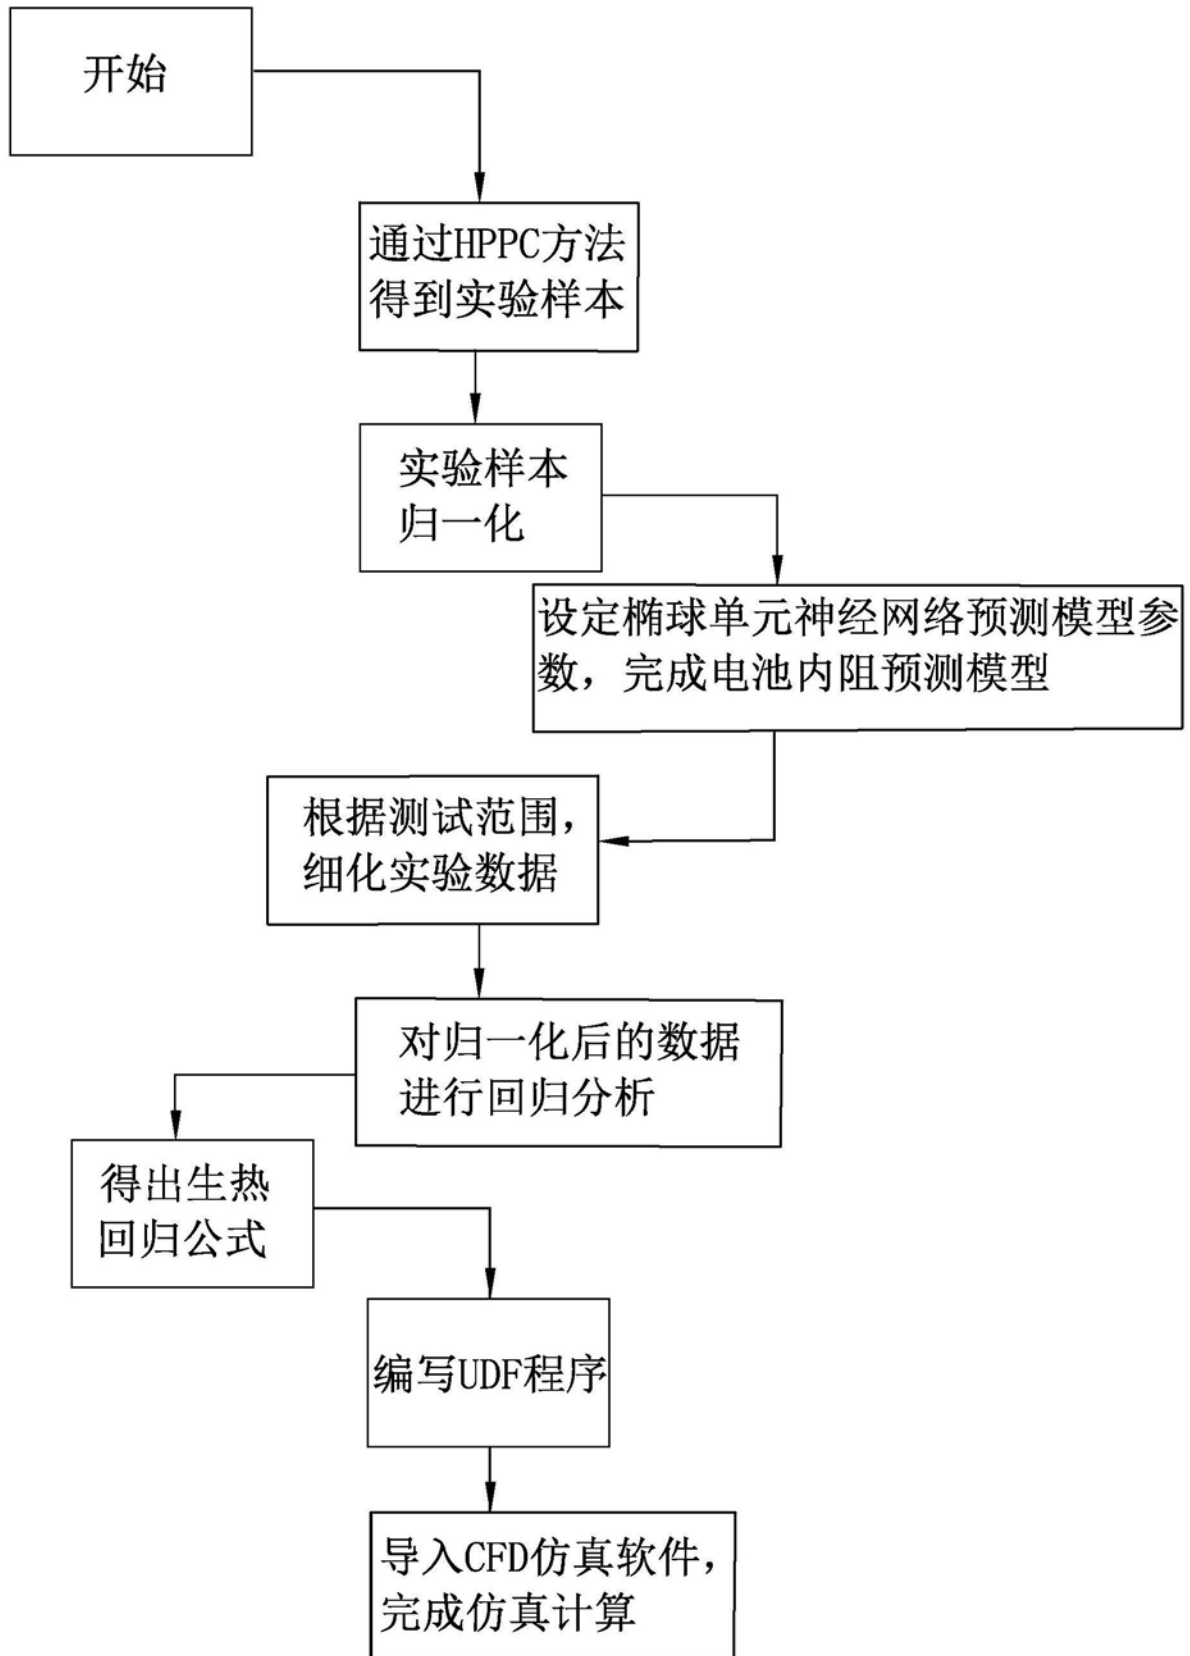 开始
通过HPPC方法
得到实验样本
实验样本
归一化
设定椭球单元神经网络预测模型参
数，完成电池内阻预测模型
根据测试范围，
细化实验数据
对归一化后的数据
进行回归分析
得出生热
回归公式
编写UDF程序
导入CFD仿真软件，
完成仿真计算